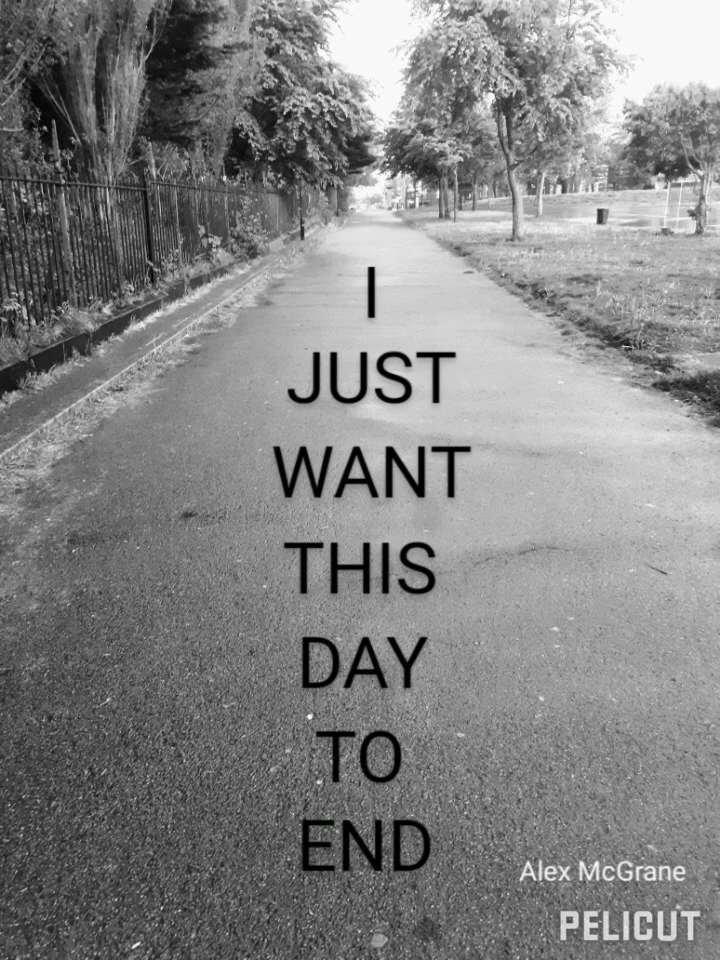 I
JUST
WANT
THIS
DAY
TO
END
Alex McGrane
PELICUT